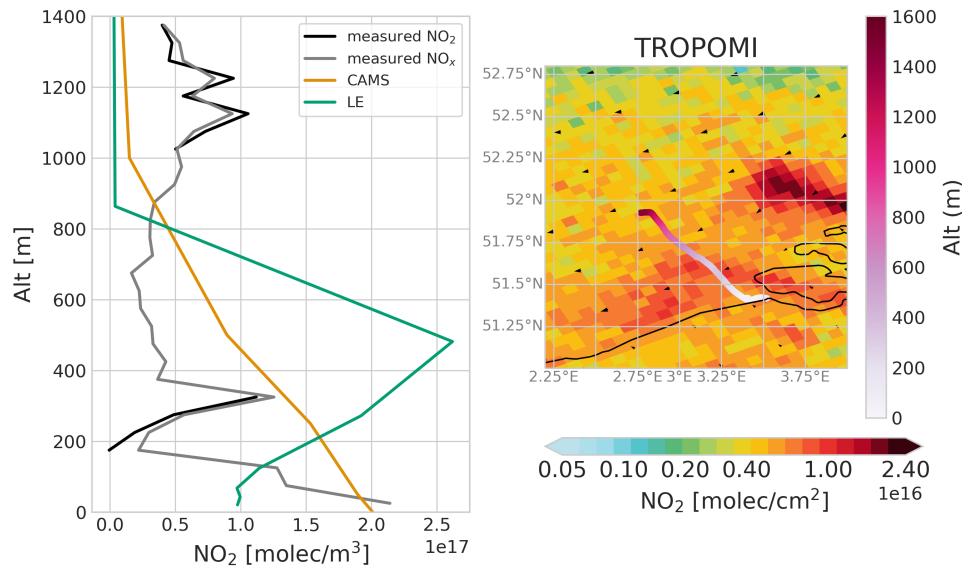 1400
1200
1000
800
600
400
200
0
Alt [m]
0.0
0.5
1.0
1.5
2.0
2.5
1e17
NO₂ [molec/m³]
measured NO₂
measured NOₓ
CAMS
LE
TROPOMI
52.75°N
52.5°N
52.25°N
52°N
51.75°N
51.5°N
51.25°N
2.25°E
2.75°E
3°E
3.25°E
3.75°E
1600
1400
1200
1000
800
600
400
200
0
Alt (m)
0.05
0.10
0.20
0.40
1.00
2.40
1e16
NO₂ [molec/cm²]